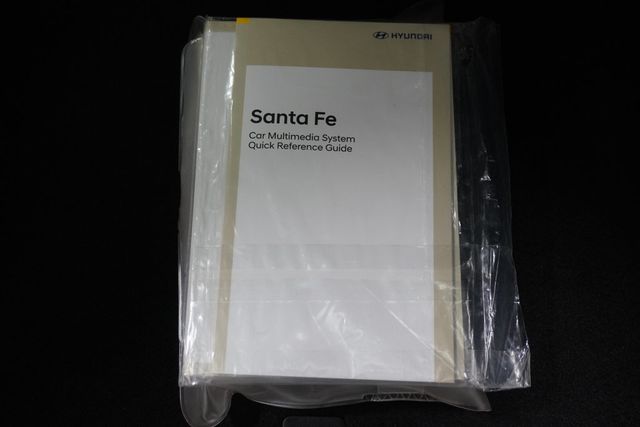 HYUNDAI
Santa Fe
Car Multimedia System
Quick Reference Guide